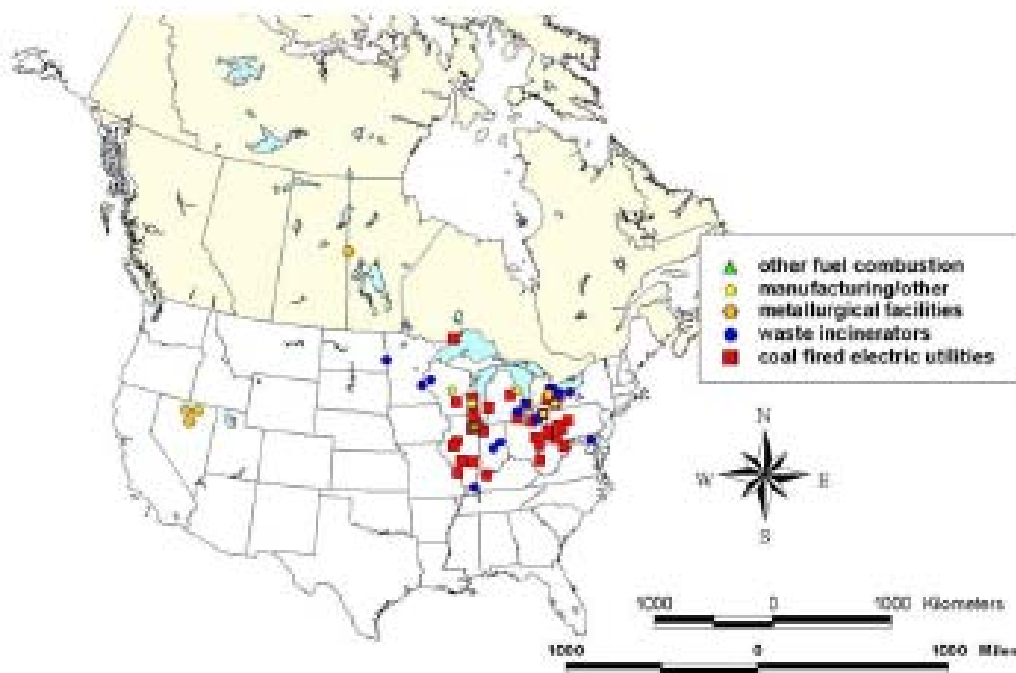 other fuel combustion
manufacturing/other
metallurgical facilities
waste incinerators
coal fired electric utilities
N
W E
S
1000 0 1000 Kilometers
1000 0 1000 Miles